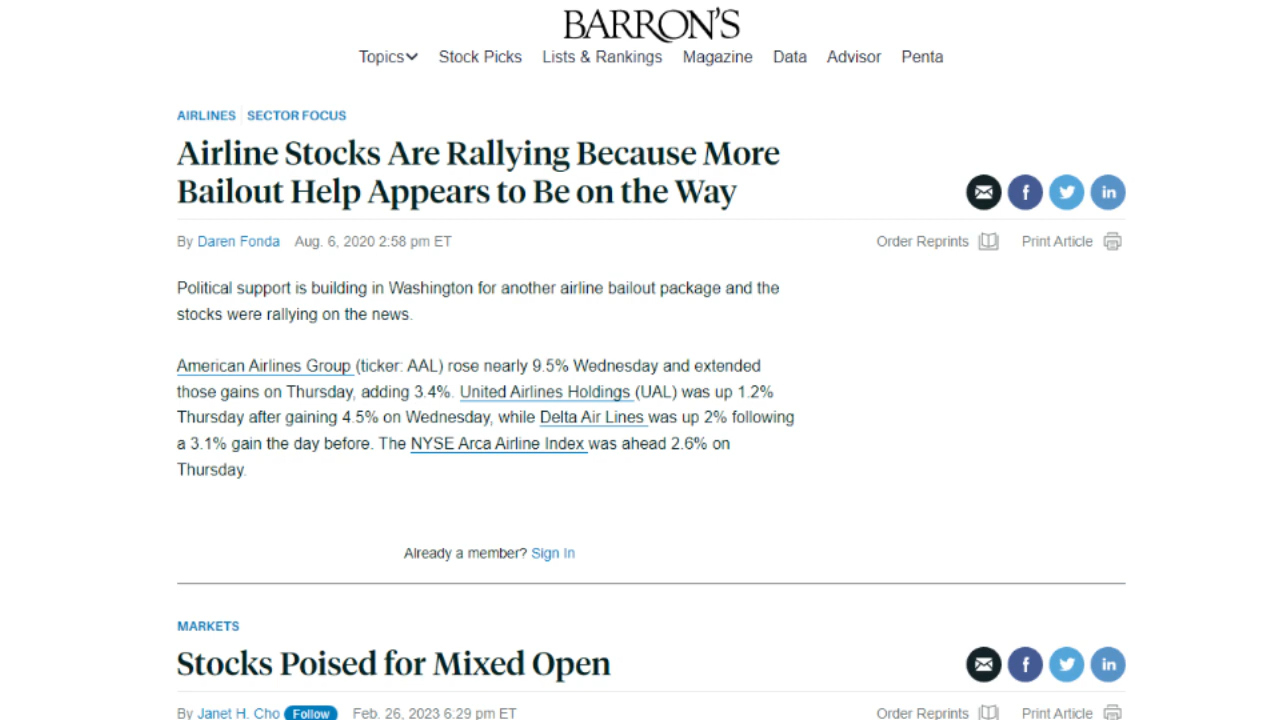 BARRON'S
Topics Stock Picks Lists & Rankings Magazine Data Advisor Penta
AIRLINES SECTOR FOCUS
Airline Stocks Are Rallying Because More
Bailout Help Appears to Be on the Way
f in
By Daren Fonda Aug. 6, 2020 2:58 pm ET Order Reprints Print Article
Political support is building in Washington for another airline bailout package and the
stocks were rallying on the news.
American Airlines Group (ticker: AAL) rose nearly 9.5% Wednesday and extended
those gains on Thursday, adding 3.4%. United Airlines Holdings (UAL) was up 1.2%
Thursday after gaining 4.5% on Wednesday, while Delta Air Lines was up 2% following
a 3.1% gain the day before. The NYSE Arca Airline Index was ahead 2.6% on
Thursday.
Already a member? Sign In
MARKETS
Stocks Poised for Mixed Open
f in
By Janet H. Cho Follow Feb. 26, 2023 6:29 pm ET Order Reprints Print Article